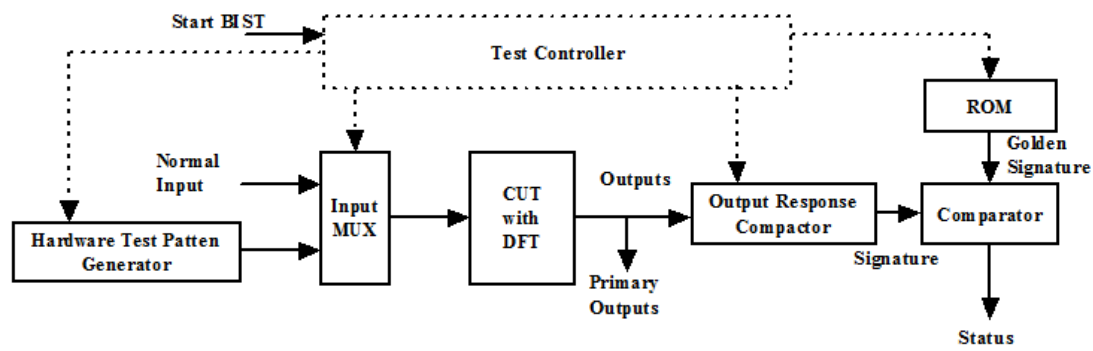 Start BIST
Test Controller
ROM
Golden
Signature
Normal
Input
Input
MUX
CUT
with
DFT
Outputs
Output Response
Compactor
Comparator
Hardware Test Patten
Generator
Signature
Primary
Outputs
Status